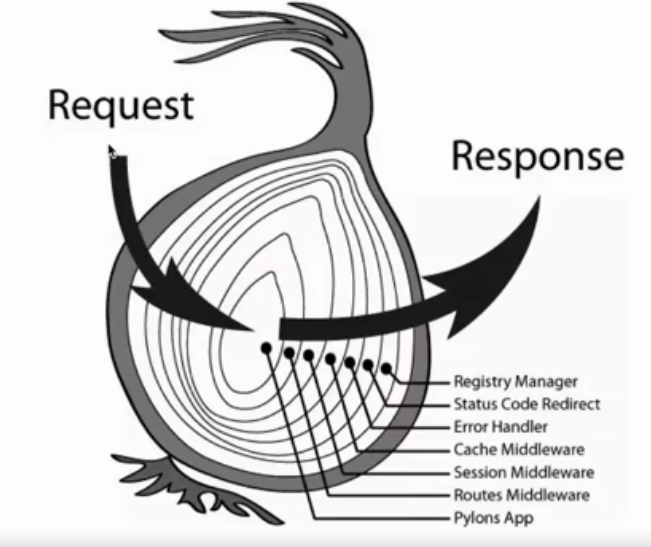 Request
Response
Registry Manager
Status Code Redirect
Error Handler
Cache Middleware
Session Middleware
Routes Middleware
Pylons App